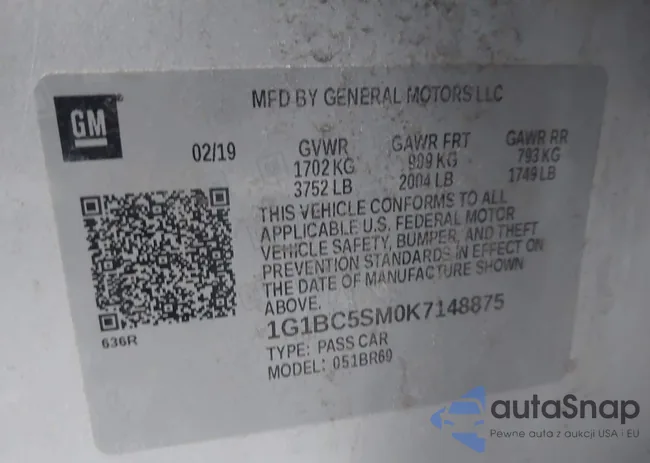 GM
MFD BY GENERAL MOTORS LLC
02/19
GVWR GAWR FRT GAWR RR
1702 KG 909 KG 793 KG
3752 LB 2004 LB 1749 LB
THIS VEHICLE CONFORMS TO ALL
APPLICABLE U.S. FEDERAL MOTOR
VEHICLE SAFETY, BUMPER, AND THEFT
PREVENTION STANDARDS IN EFFECT ON
THE DATE OF MANUFACTURE SHOWN
ABOVE.
1G1BC5SM0K7148875
TYPE: PASS CAR
MODEL: 051BR69
636R
autaSnap
Pewne auta z aukcji USA i EU